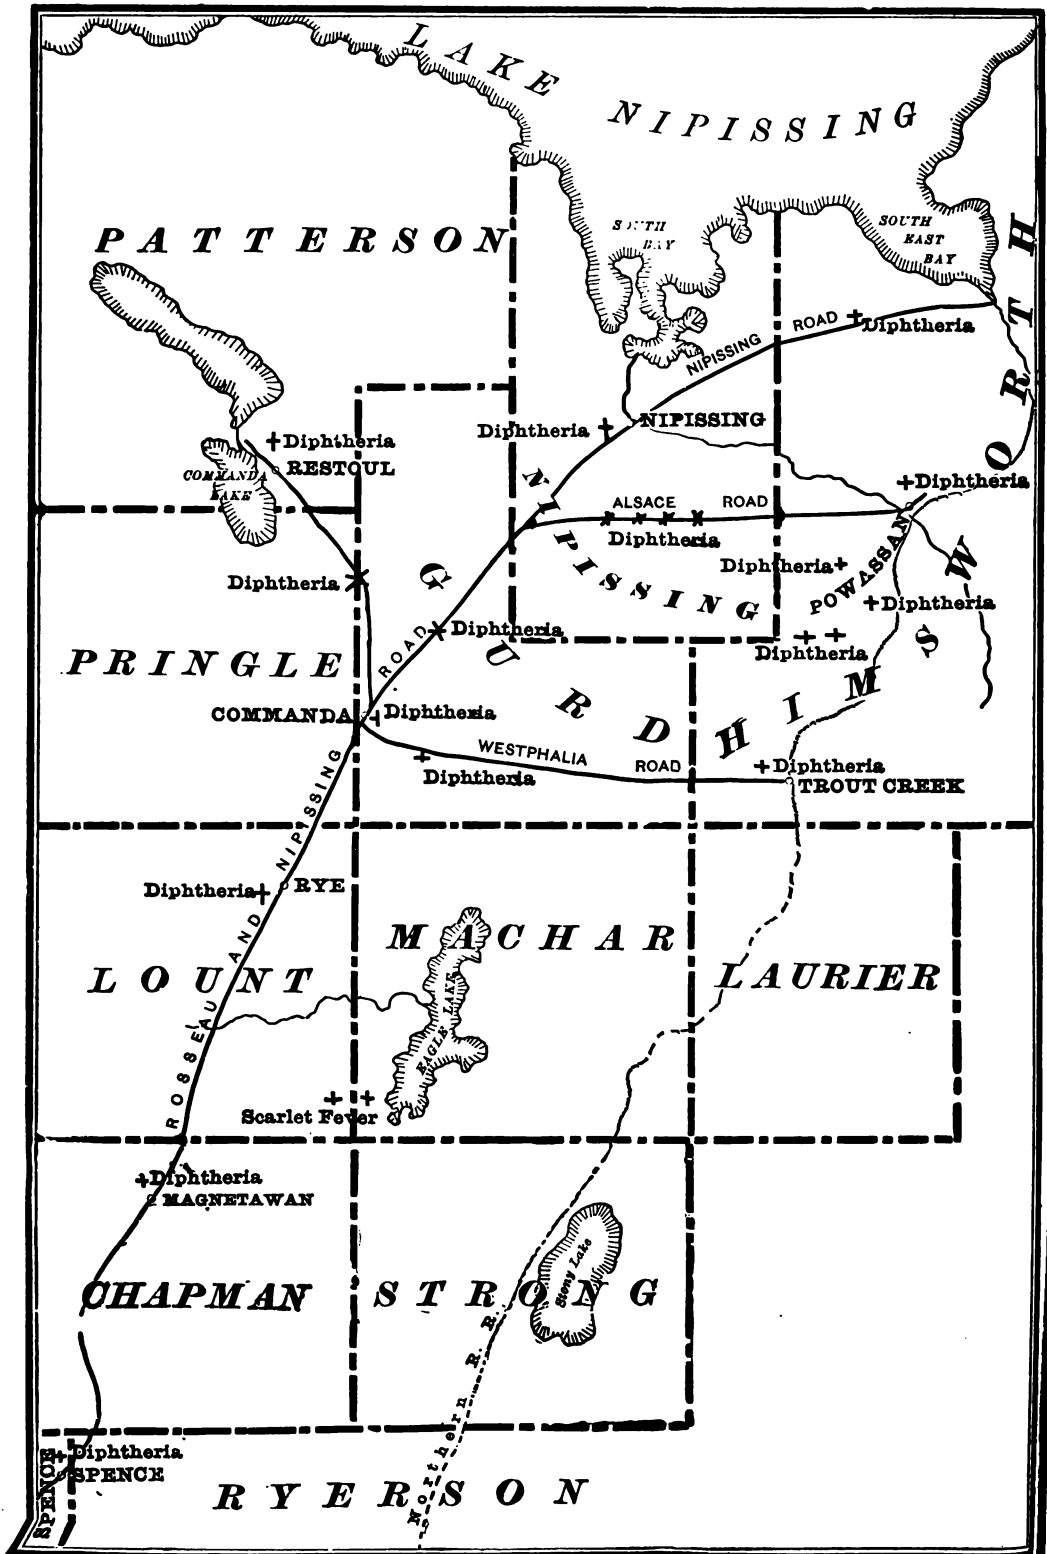 LAKE NIPISSING
SOUTH
EAST
BAY
BAY
PATTERSON
NORTH
ROAD
Diphtheria
NIPISSING
Diphtheria
NIPISSING
Diphtheria
RESTOUL
COMMANDA
LAKE
Diphtheria
NIPISSING
ALSACE ROAD
Diphtheria
Diphtheria
Diphtheria
POWASSAN
Diphtheria
Diphtheria
Diphtheria
ROAD
Diphtheria
GURD
HIMSW
PRINGLE
COMMANDA
Diphtheria
WESTPHALIA ROAD
Diphtheria
Diphtheria
TROUT CREEK
ROSSEAU AND NIPISSING
Diphtheria
RYE
MACHAR
LOUNT
LAURIER
EAGLE LAKE
Scarlet Fever
Diphtheria
MAGNETAWAN
CHAPMAN
STRONG
Stony Lake
Northern R. R.
Diphtheria
SPENCE
SPENCE
RYERSON